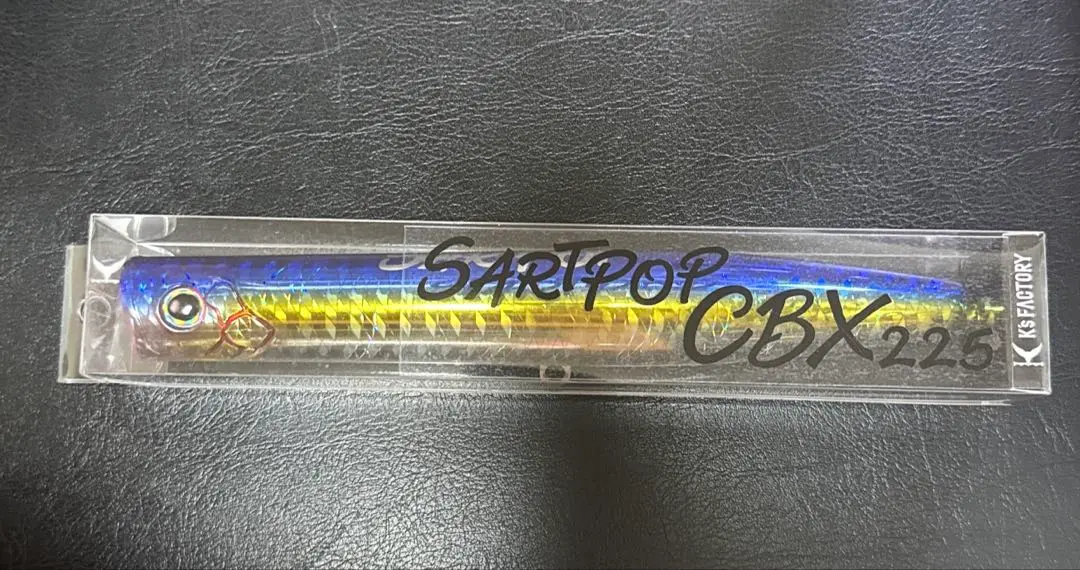 SARTPOP
CBX225
K's FACTORY